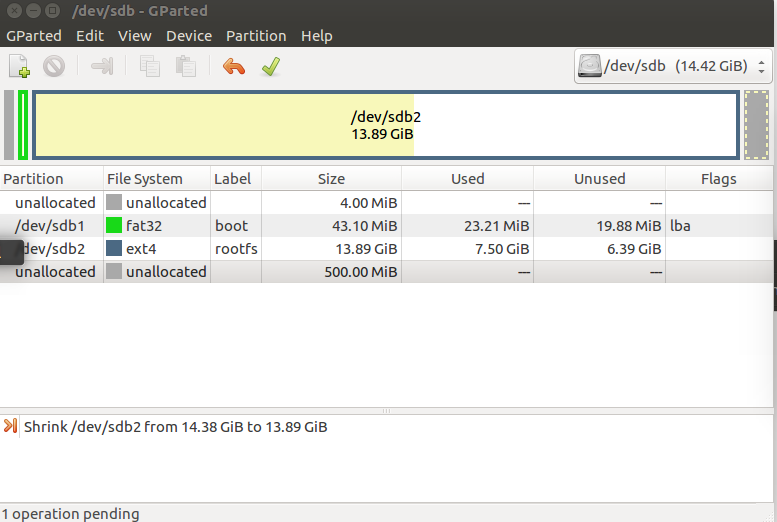 /dev/sdb - GParted
GParted Edit View Device Partition Help
/dev/sdb (14.42 GiB)
/dev/sdb2
13.89 GiB
Partition File System Label Size Used Unused Flags
unallocated unallocated 4.00 MiB --- ---
/dev/sdb1 fat32 boot 43.10 MiB 23.21 MiB 19.88 MiB lba
/dev/sdb2 ext4 rootfs 13.89 GiB 7.50 GiB 6.39 GiB
unallocated unallocated 500.00 MiB --- ---
Shrink /dev/sdb2 from 14.38 GiB to 13.89 GiB
1 operation pending